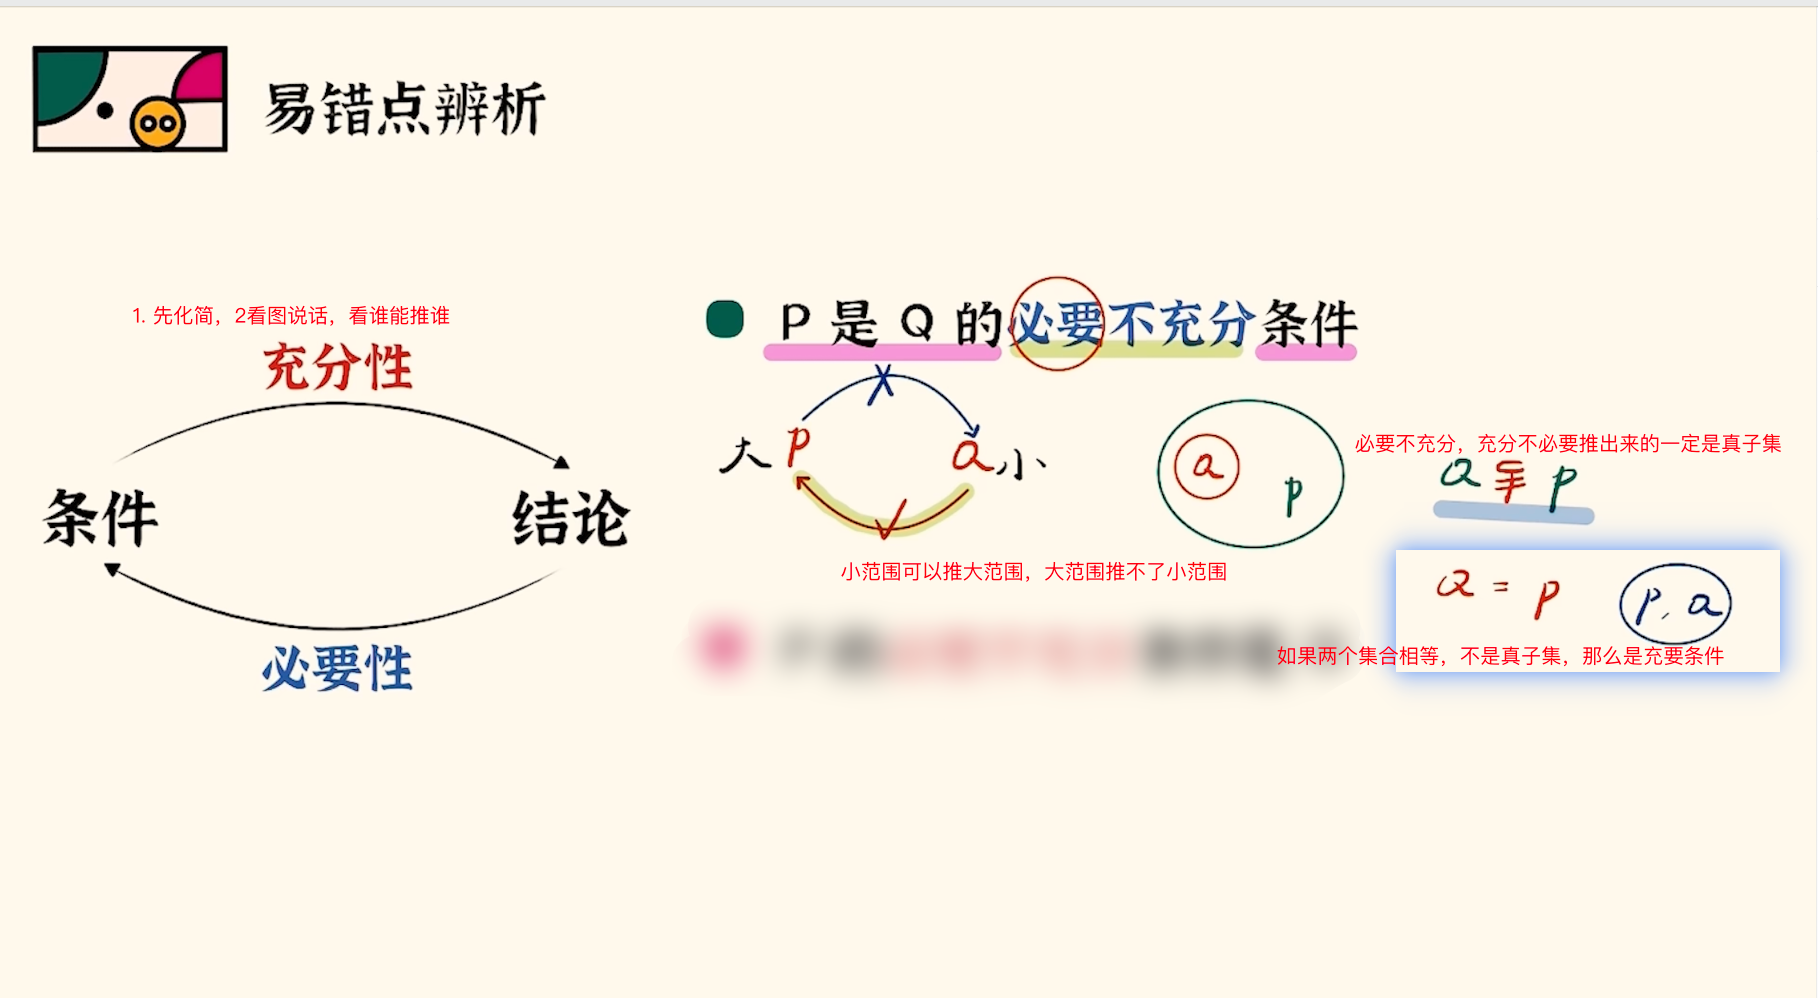 易错点辨析
1. 先化简，2看图说话，看谁能推谁
充分性
条件
结论
必要性
P 是 Q 的必要不充分条件
大 P Q 小
小范围可以推大范围，大范围推不了小范围
Q P
必要不充分，充分不必要推出来的一定是真子集
Q ⫋ P
Q = P P, Q
如果两个集合相等，不是真子集，那么是充要条件